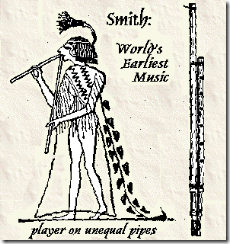 Smith:
World's
Earliest
Music
player on unequal pipes